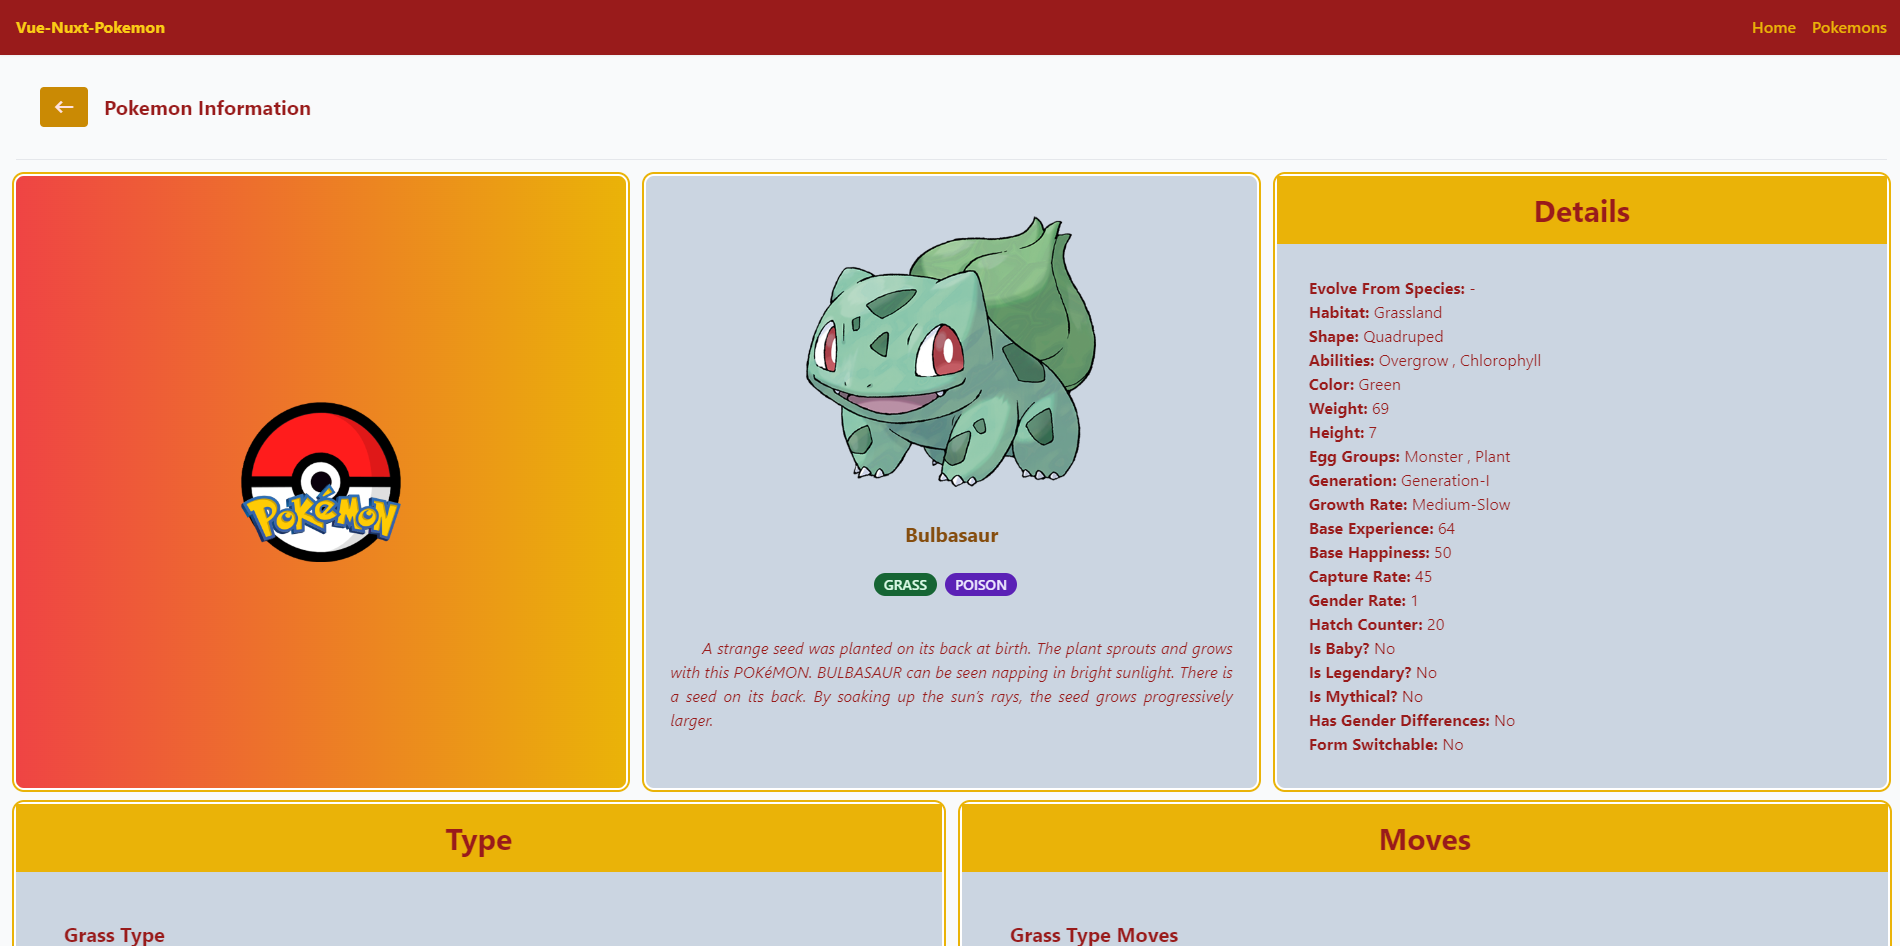 Vue-Nuxt-Pokemon
Home Pokemons
Pokemon Information
POKéMON
Bulbasaur
GRASS POISON
A strange seed was planted on its back at birth. The plant sprouts and grows
with this POKéMON. BULBASAUR can be seen napping in bright sunlight. There is
a seed on its back. By soaking up the sun's rays, the seed grows progressively
larger.
Details
Evolve From Species: -
Habitat: Grassland
Shape: Quadruped
Abilities: Overgrow , Chlorophyll
Color: Green
Weight: 69
Height: 7
Egg Groups: Monster , Plant
Generation: Generation-I
Growth Rate: Medium-Slow
Base Experience: 64
Base Happiness: 50
Capture Rate: 45
Gender Rate: 1
Hatch Counter: 20
Is Baby? No
Is Legendary? No
Is Mythical? No
Has Gender Differences: No
Form Switchable: No
Type
Grass Type
Moves
Grass Type Moves